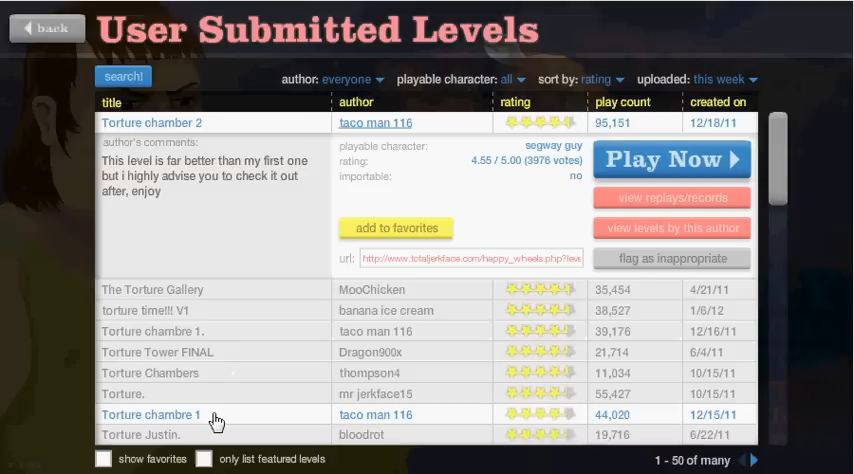 back
User Submitted Levels
search!
author: everyone playable character: all sort by: rating uploaded: this week
title author rating play count created on
Torture chamber 2 taco man 116 95,151 12/18/11
author's comments:
This level is far better than my first one
but i highly advise you to check it out
after, enjoy
playable character: segway guy
rating: 4.55 / 5.00 (3976 votes)
importable: no
Play Now
view replays/records
add to favorites
view levels by this author
url: http://www.totaljerkface.com/happy_wheels.php?leve
flag as inappropriate
The Torture Gallery MooChicken 35,454 4/21/11
torture time!!! V1 banana ice cream 38,527 1/6/12
Torture chambre 1. taco man 116 39,176 12/16/11
Torture Tower FINAL Dragon900x 21,714 6/4/11
Torture Chambers thompson4 11,034 10/15/11
Torture. mr jerkface15 55,427 10/15/11
Torture chambre 1 taco man 116 44,020 12/15/11
Torture Justin. bloodrot 19,716 6/22/11
show favorites only list featured levels 1 - 50 of many